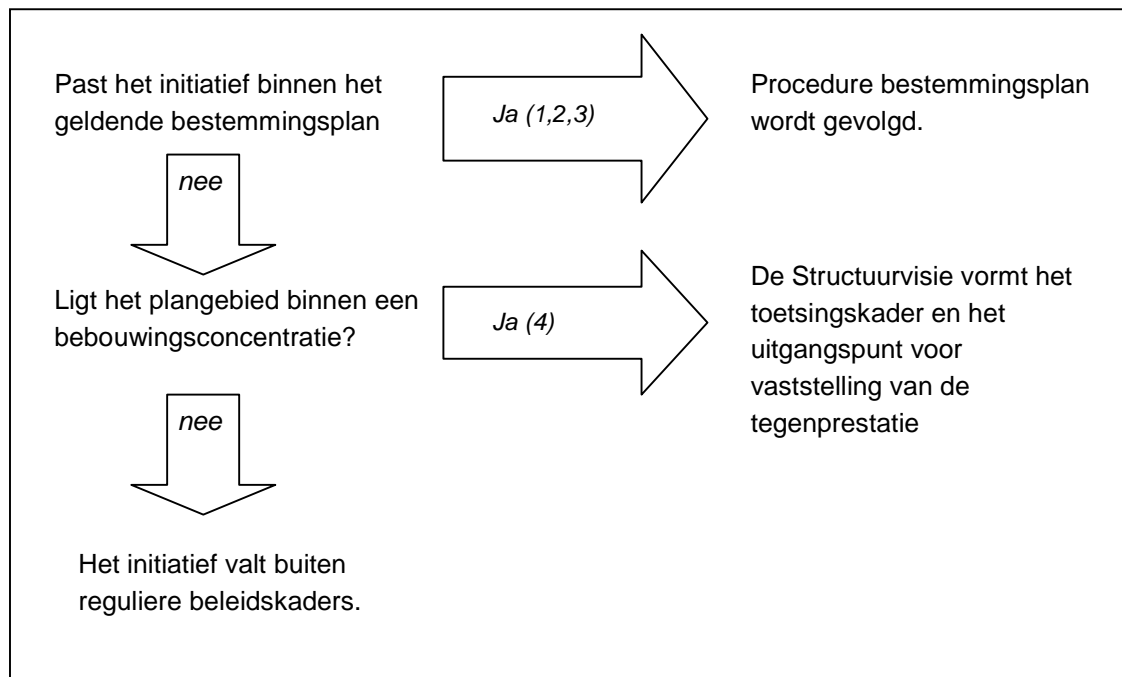 Past het initiatief binnen het
geldende bestemmingsplan
Ja (1,2,3)
Procedure bestemmingsplan
wordt gevolgd.
nee
Ligt het plangebied binnen een
bebouwingsconcentratie?
Ja (4)
De Structuurvisie vormt het
toetsingskader en het
uitgangspunt voor
vaststelling van de
tegenprestatie
nee
Het initiatief valt buiten
reguliere beleidskaders.